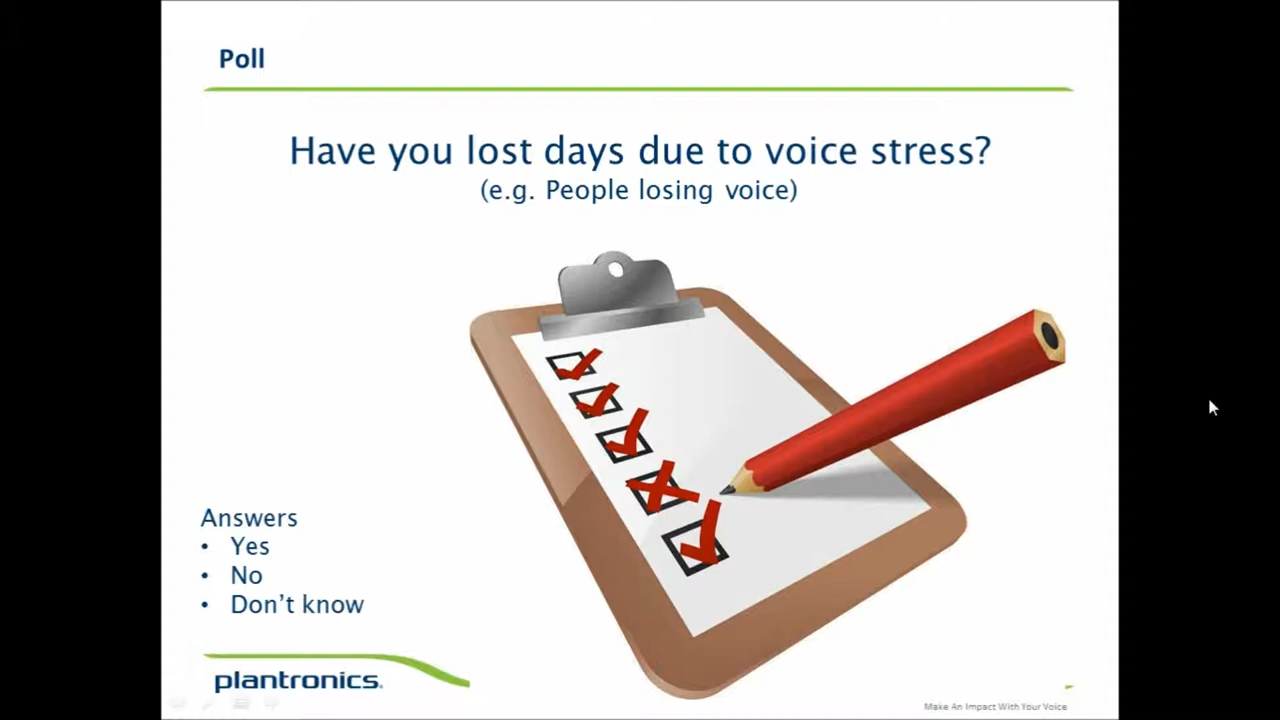 Poll
Have you lost days due to voice stress?
(e.g. People losing voice)
Answers
• Yes
• No
• Don't know
plantronics®
Make An Impact With Your Voice